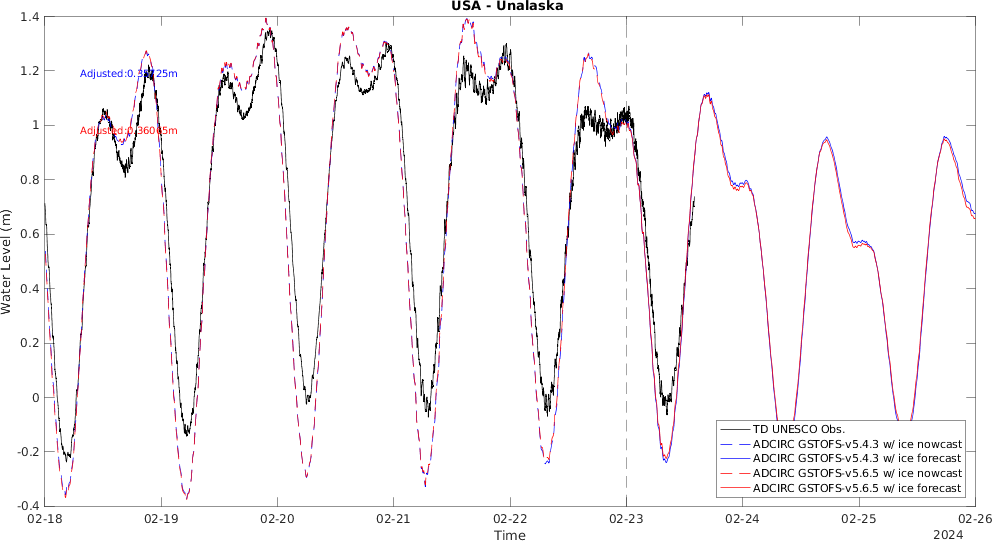 USA - Unalaska
1.4
1.2
1
0.8
0.6
0.4
0.2
0
-0.2
-0.4
Water Level (m)
Adjusted:0.36065m
TD UNESCO Obs.
ADCIRC GSTOFS-v5.4.3 w/ ice nowcast
ADCIRC GSTOFS-v5.4.3 w/ ice forecast
ADCIRC GSTOFS-v5.6.5 w/ ice nowcast
ADCIRC GSTOFS-v5.6.5 w/ ice forecast
02-18 02-19 02-20 02-21 02-22 02-23 02-24 02-25 02-26
Time
2024